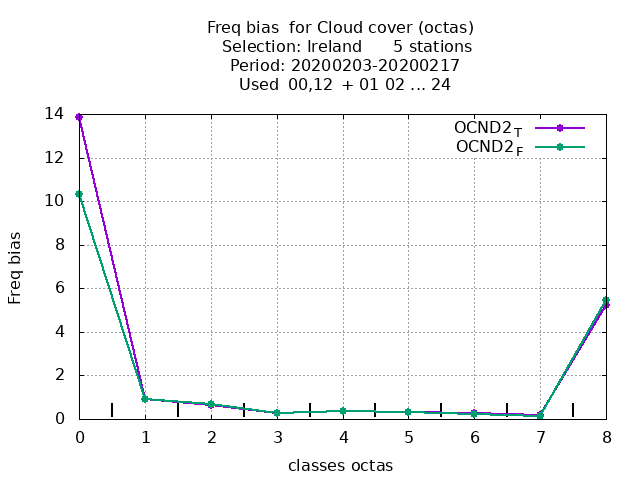 Freq bias  for Cloud cover (octas)
Selection: Ireland      5 stations
Period: 20200203-20200217
Used  00,12  + 01 02 ... 24
OCND2_T
OCND2_F
Freq bias
14
12
10
8
6
4
2
0
0 1 2 3 4 5 6 7 8
classes octas